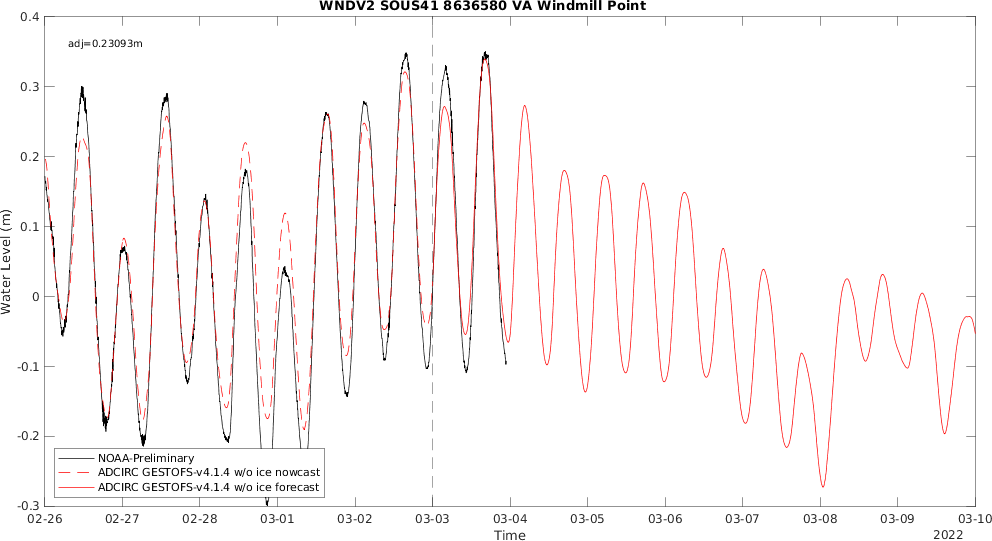 WNDV2 SOUS41 8636580 VA Windmill Point
adj=0.23093m
0.4
0.3
0.2
0.1
0
-0.1
-0.2
-0.3
Water Level (m)
NOAA-Preliminary
ADCIRC GESTOFS-v4.1.4 w/o ice nowcast
ADCIRC GESTOFS-v4.1.4 w/o ice forecast
02-26 02-27 02-28 03-01 03-02 03-03 03-04 03-05 03-06 03-07 03-08 03-09 03-10
Time
2022